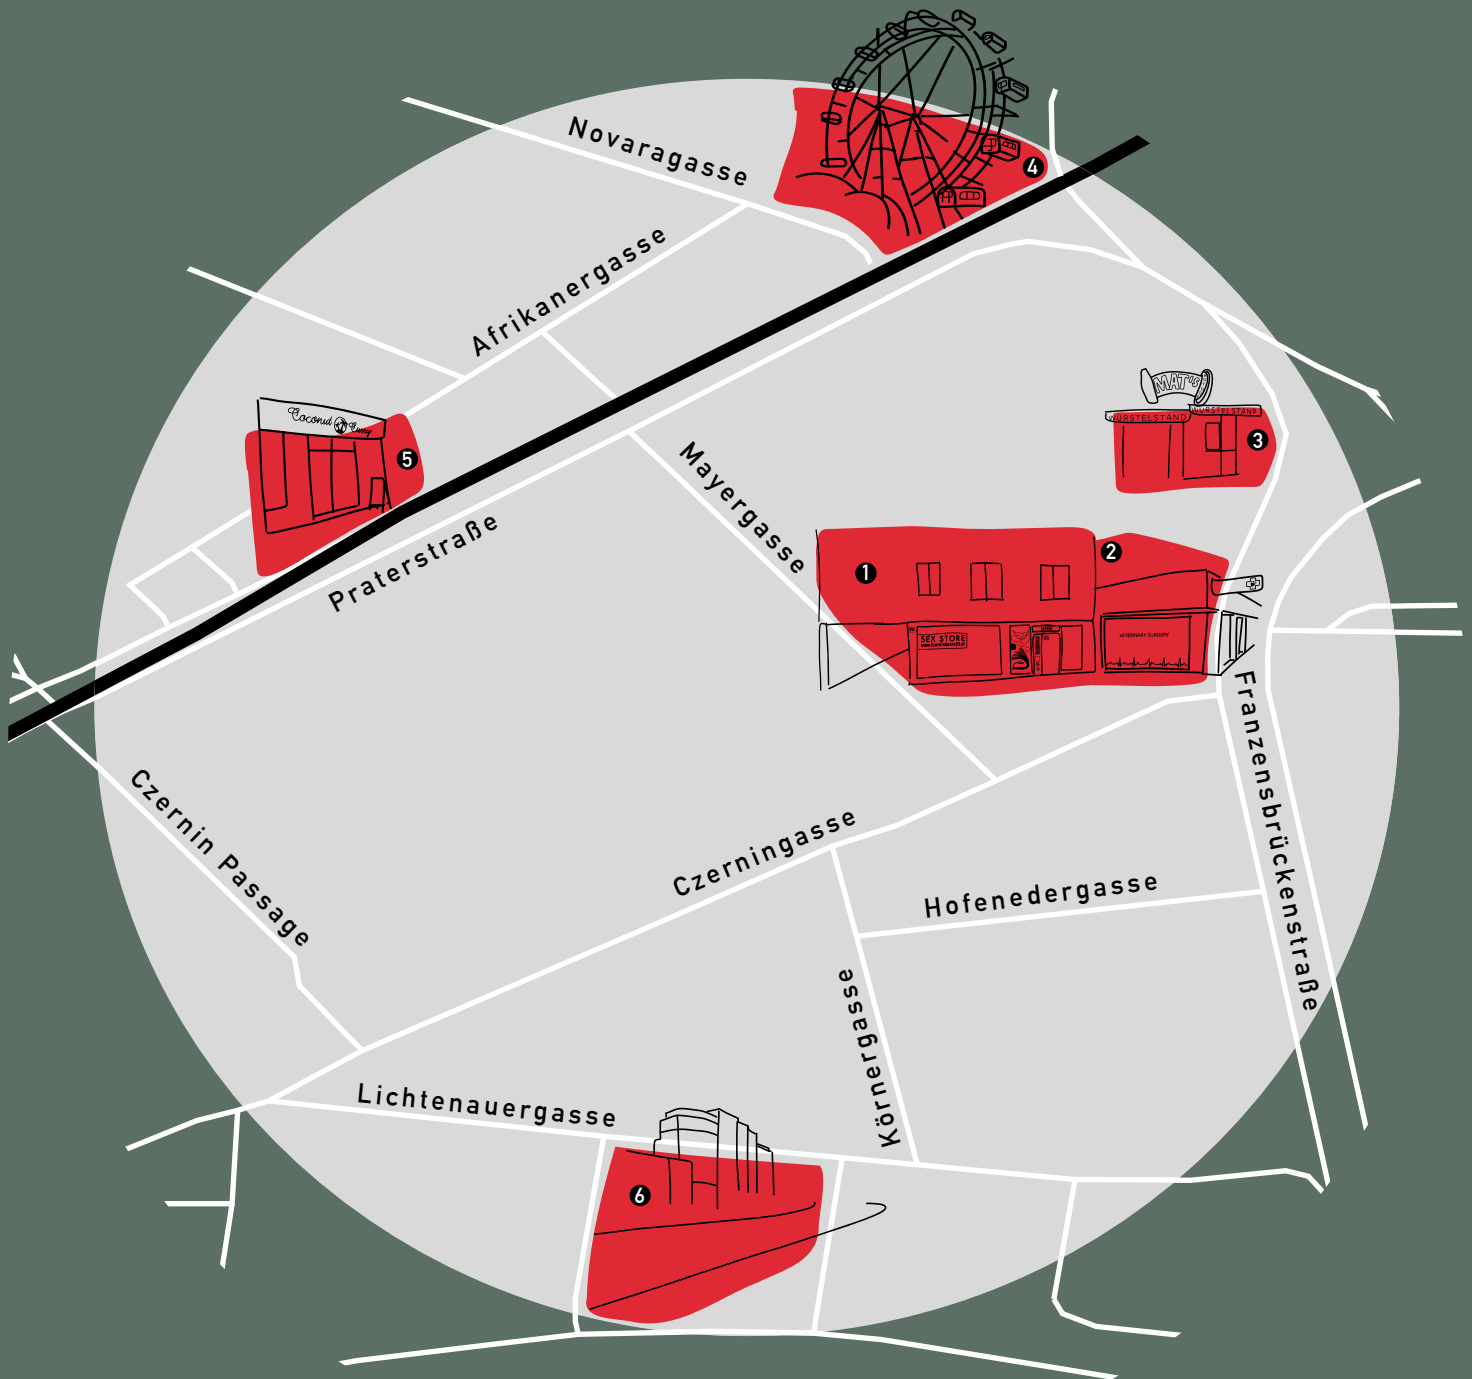 Novaragasse
4
Afrikanergasse
MAT'S
WÜRSTELSTAND
WÜRSTELSTAND
3
Coconut Curry
5
Praterstraße
Mayergasse
1
2
SEX STORE
VETERINARY SURGERY
Franzensbrückenstraße
Czernin Passage
Czerningasse
Hofenedergasse
Körnergasse
Lichtenauergasse
6